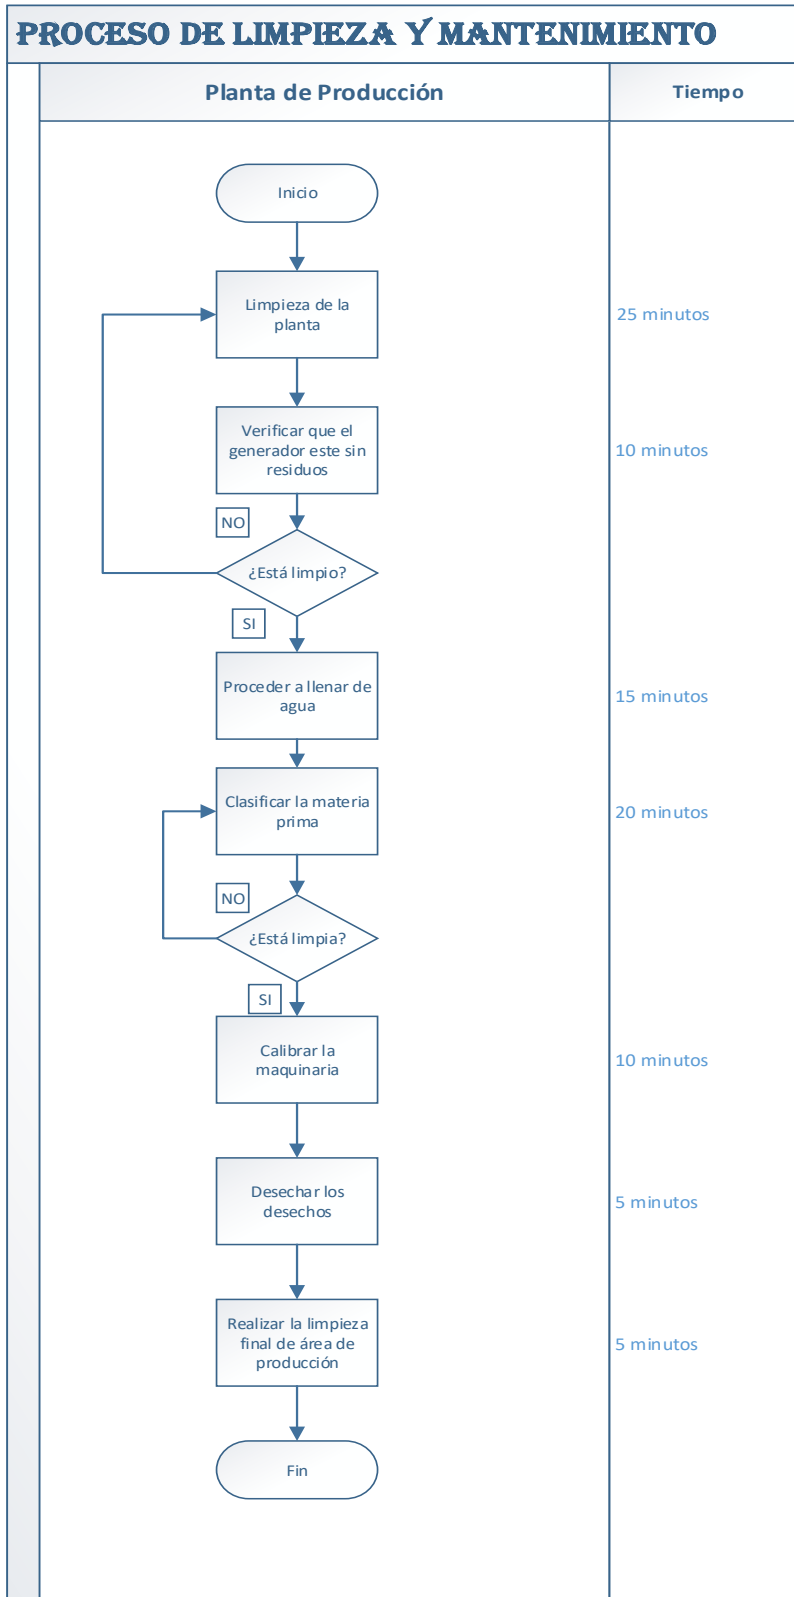 PROCESO DE LIMPIEZA Y MANTENIMIENTO
Planta de Producción
Tiempo
Inicio
Limpieza de la
planta
25 minutos
Verificar que el
generador este sin
residuos
10 minutos
NO
¿Está limpio?
SI
Proceder a llenar de
agua
15 minutos
Clasificar la materia
prima
20 minutos
NO
¿Está limpia?
SI
Calibrar la
maquinaria
10 minutos
Desechar los
desechos
5 minutos
Realizar la limpieza
final de área de
producción
5 minutos
Fin